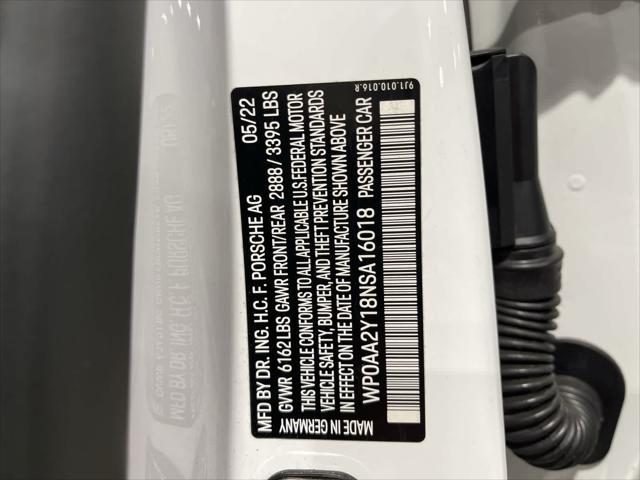 MFD BY DR. ING. H.C. F. PORSCHE AG 05/22
GVWR 6162LBS GAWR FRONT/REAR 2888 / 3395 LBS
THIS VEHICLE CONFORMS TO ALL APPLICABLE U.S. FEDERAL MOTOR
VEHICLE SAFETY, BUMPER, AND THEFT PREVENTION STANDARDS
IN EFFECT ON THE DATE OF MANUFACTURE SHOWN ABOVE
WP0AA2Y18NSA16018 PASSENGER CAR
MADE IN GERMANY
9J1.010.016.R